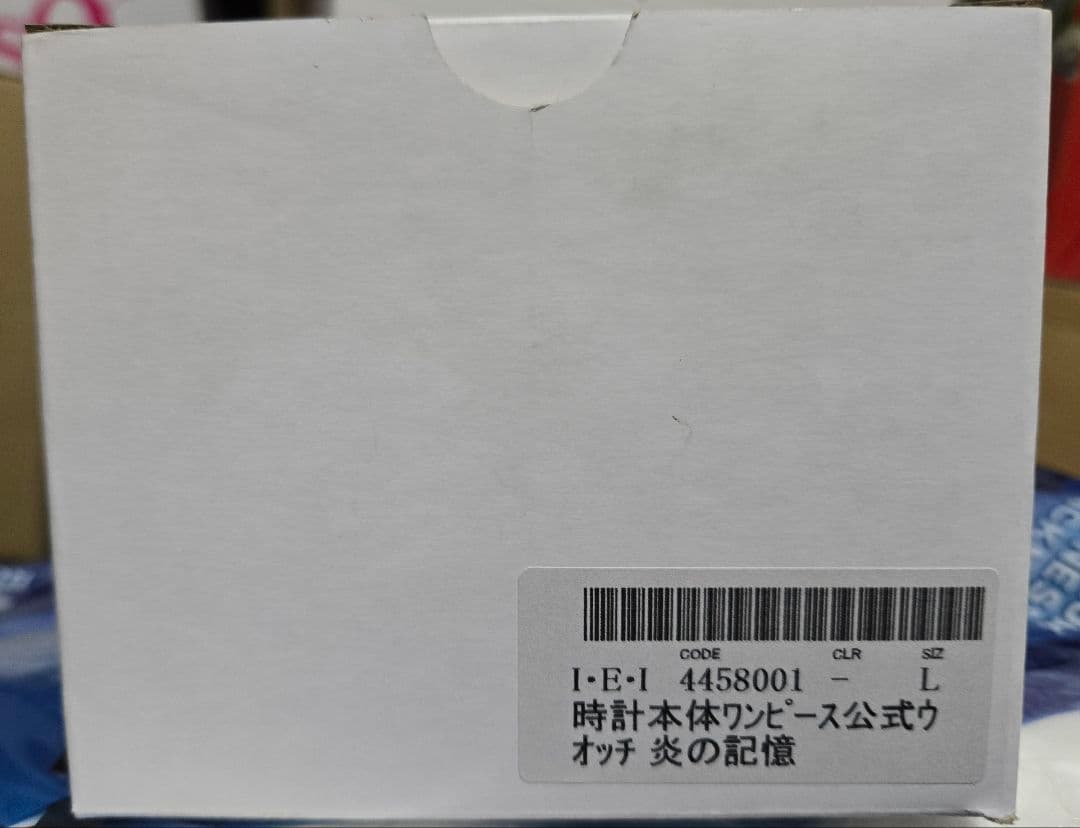 CODE CLR SIZ
I・E・I 4458001 － L
時計本体ﾜﾝﾋﾟｰｽ公式ｳ
ｵｯﾁ 炎の記憶